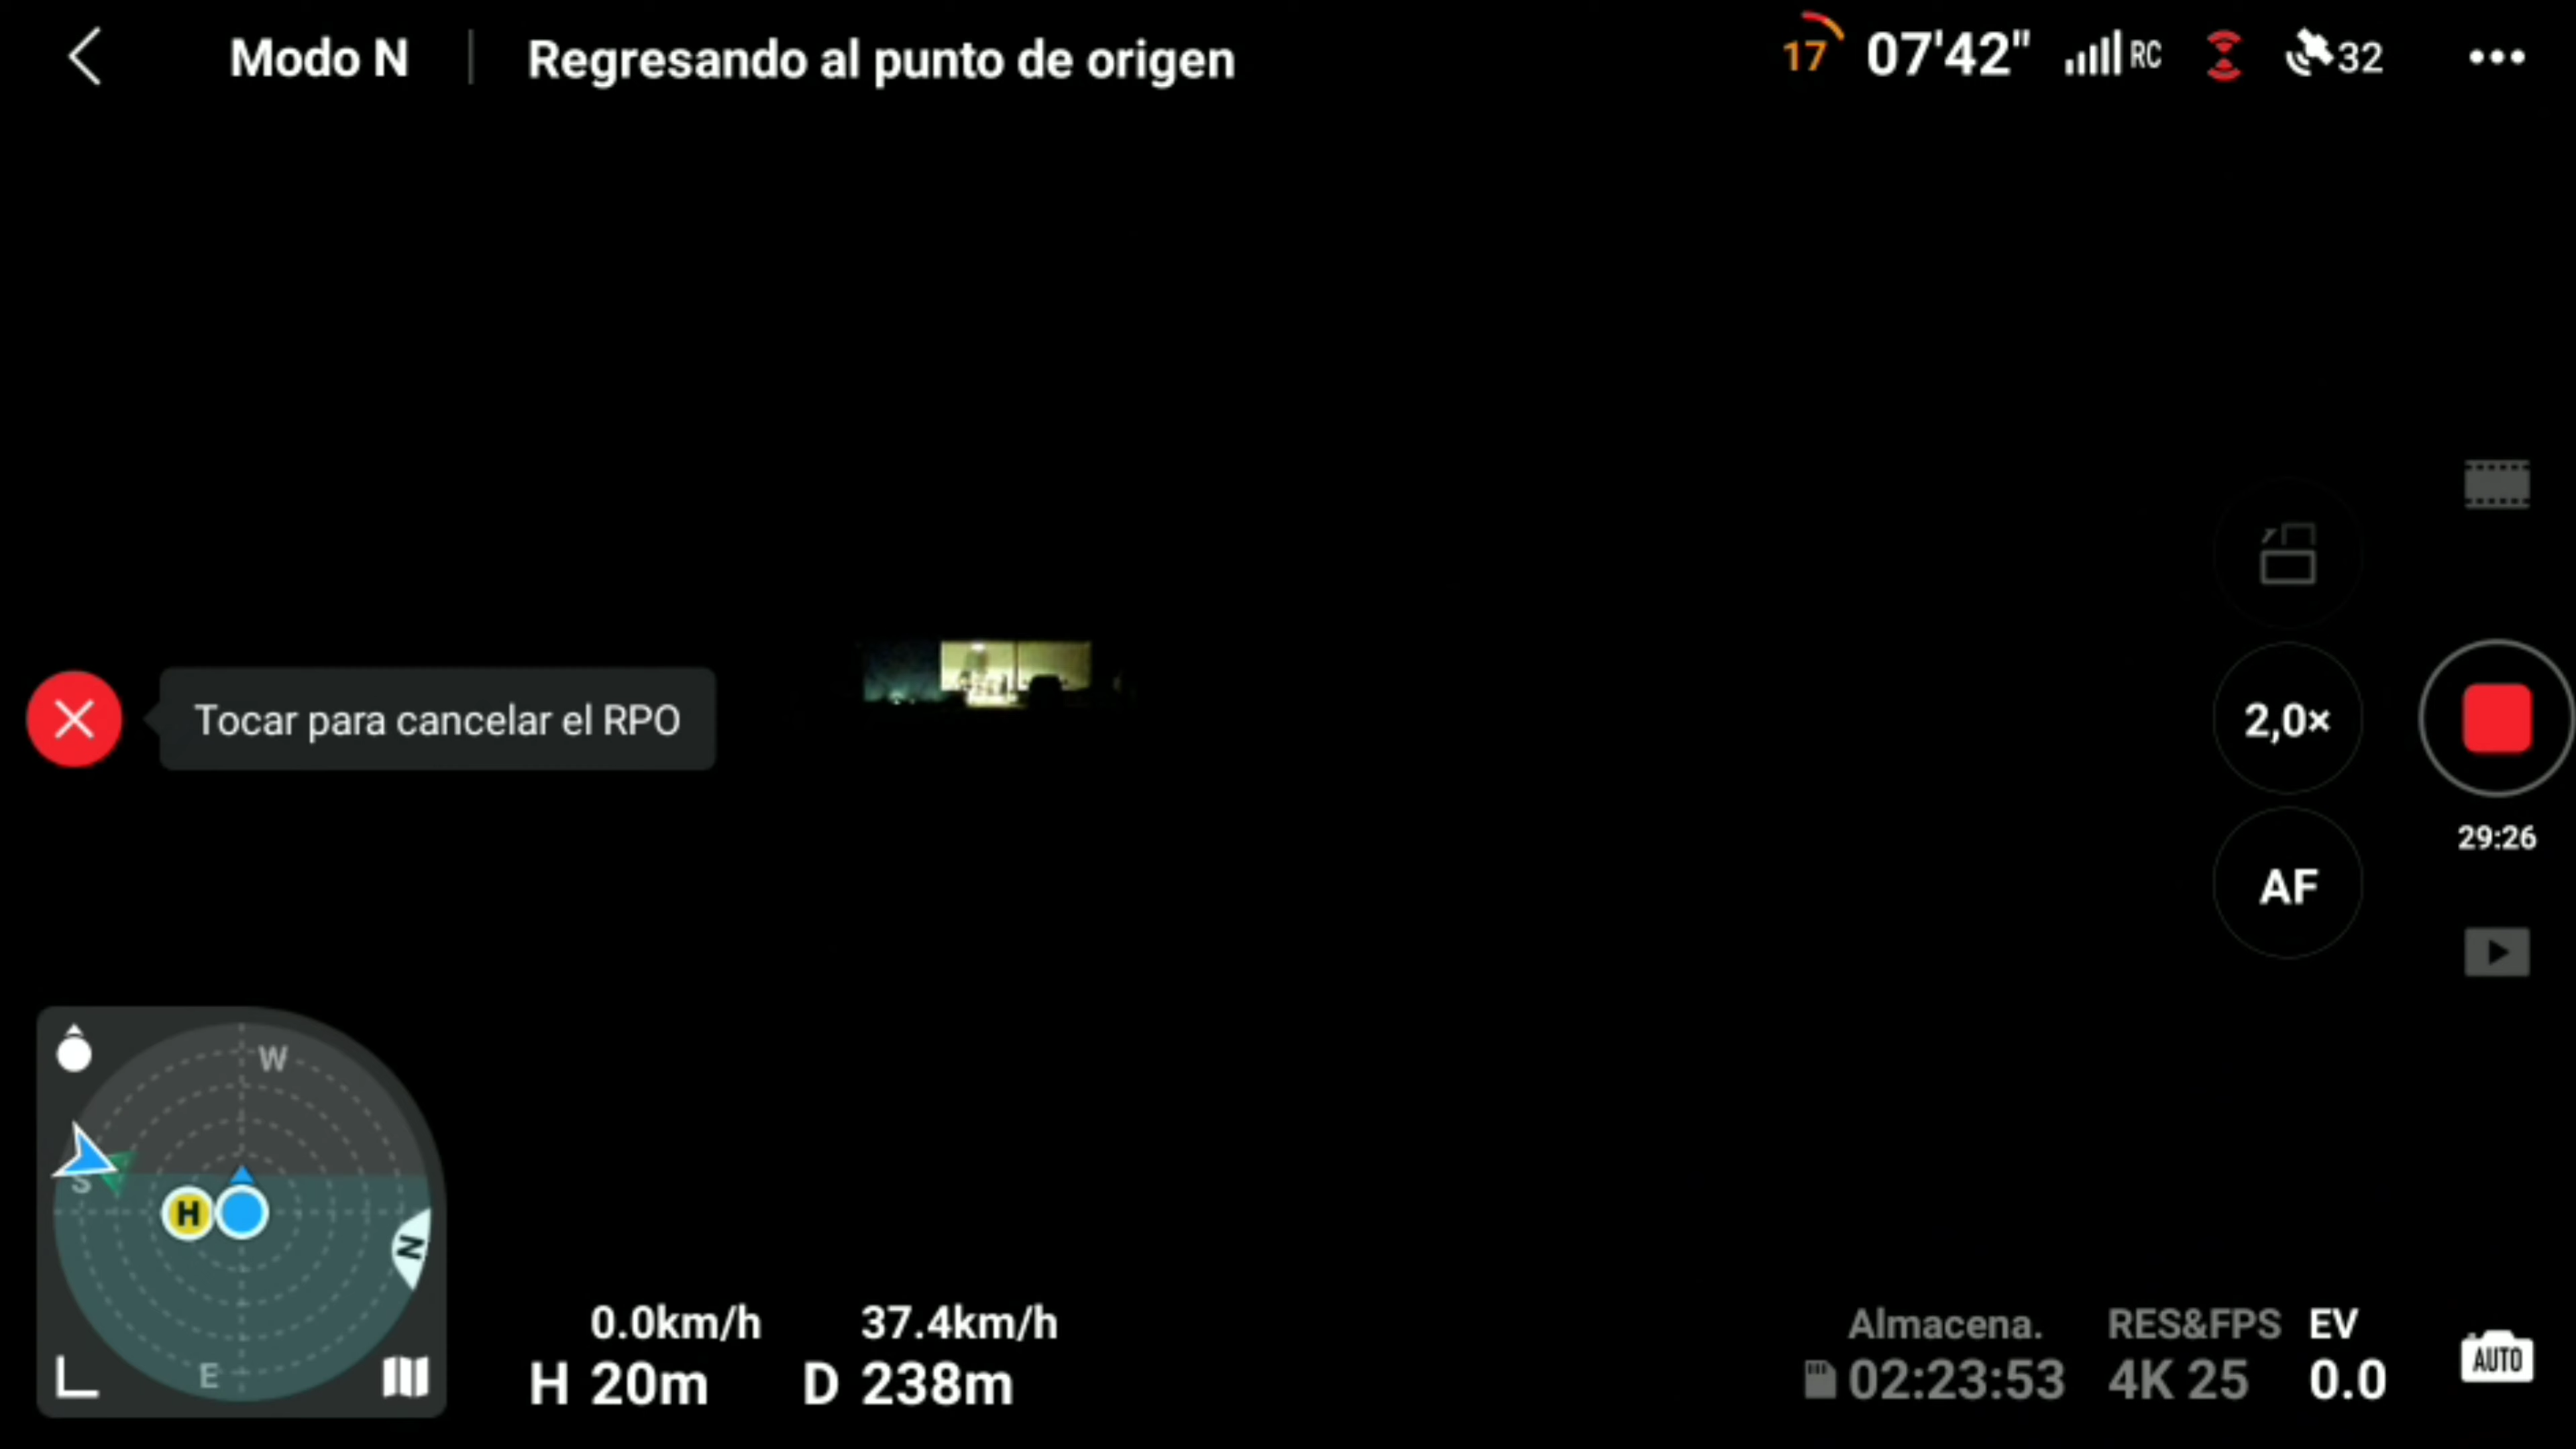 Modo N
Regresando al punto de origen
17
07'42"
RC
32
Tocar para cancelar el RPO
2,0×
29:26
AF
W
S
H
N
E
0.0km/h
37.4km/h
H 20m
D 238m
Almacena.
02:23:53
RES&FPS
4K 25
EV
0.0
AUTO